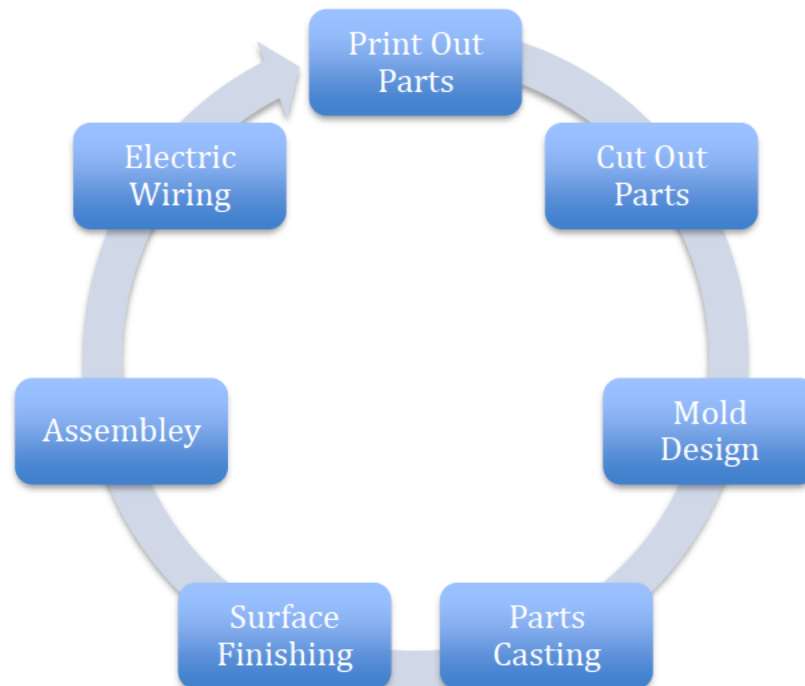 Print Out
Parts
Cut Out
Parts
Mold
Design
Parts
Casting
Surface
Finishing
Assembley
Electric
Wiring